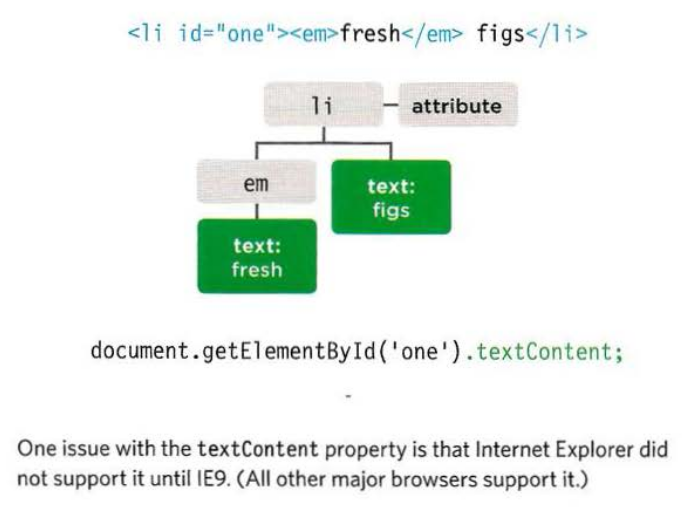 <li id="one"><em>fresh</em> figs</li>
li
attribute
em
text:
figs
text:
fresh
document.getElementById('one').textContent;
One issue with the textContent property is that Internet Explorer did
not support it until IE9. (All other major browsers support it.)